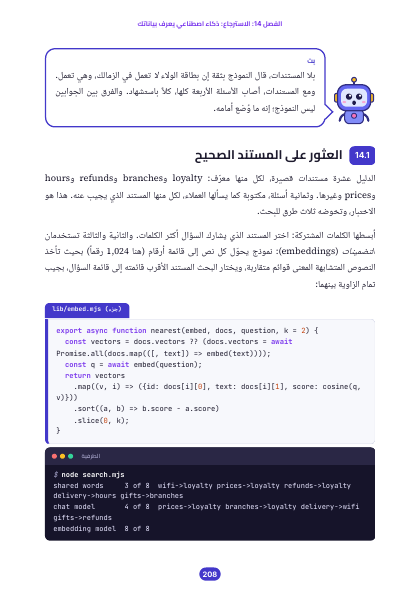 الفصل 14: الاسترجاع: ذكاء اصطناعي يعرف بياناتك
بِت
بلا المستندات، قال النموذج بثقة إن بطاقة الولاء لا تعمل في الزمالك، وهي تعمل.
ومع المستندات، أصاب الأسئلة الأربعة كلها، كلاً باستشهاد. والفرق بين الجوابين
ليس النموذج؛ إنه ما وُضع أمامه.
14.1 العثور على المستند الصحيح
الدليل عشرة مستندات قصيرة، لكل منها معرّف: loyalty وbranches وrefunds وhours
وprices وغيرها. وثمانية أسئلة، مكتوبة كما يسألها العملاء، لكل منها المستند الذي يجيب عنه. هذا هو
الاختبار، وتخوضه ثلاث طرق للبحث.
أبسطها الكلمات المشتركة: اختر المستند الذي يشارك السؤال أكثر الكلمات. والثانية والثالثة تستخدمان
التضمينات (embeddings): نموذج يحوّل كل نص إلى قائمة أرقام (هنا 1,024 رقماً) بحيث تأخذ
النصوص المتشابهة المعنى قوائم متقاربة، ويختار البحث المستند الأقرب قائمته إلى قائمة السؤال، بجيب
تمام الزاوية بينهما:
lib/embed.mjs (جزء)
export async function nearest(embed, docs, question, k = 2) {
  const vectors = docs.vectors ?? (docs.vectors = await
Promise.all(docs.map(([, text]) => embed(text))));
  const q = await embed(question);
  return vectors
    .map((v, i) => ({id: docs[i][0], text: docs[i][1], score: cosine(q,
v)}))
    .sort((a, b) => b.score - a.score)
    .slice(0, k);
}
الطرفية
$ node search.mjs
shared words     3 of 8  wifi->loyalty prices->loyalty refunds->loyalty
delivery->hours gifts->branches
chat model       4 of 8  prices->loyalty branches->loyalty delivery->wifi
gifts->refunds
embedding model  8 of 8
208